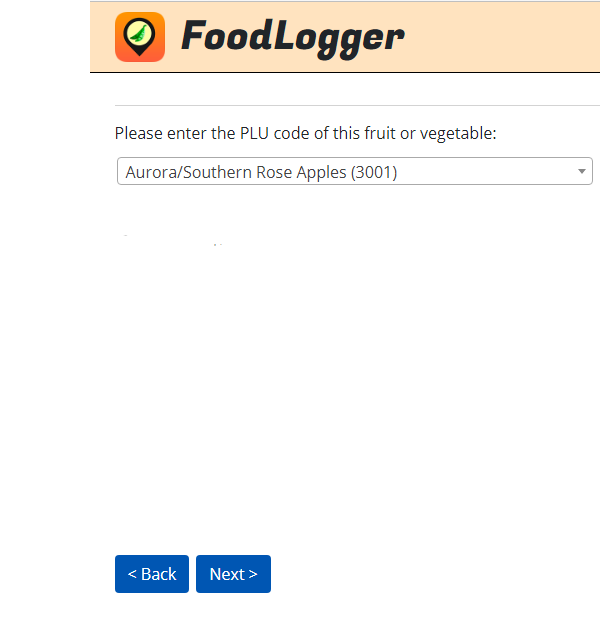 FoodLogger
Please enter the PLU code of this fruit or vegetable:
Aurora/Southern Rose Apples (3001)
< Back
Next >